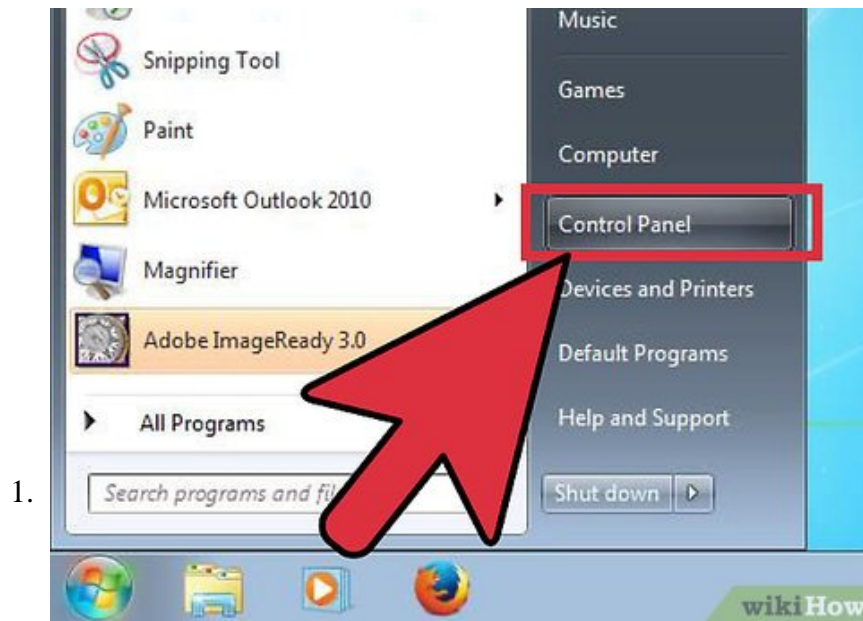 Snipping Tool
Paint
Microsoft Outlook 2010
Magnifier
Adobe ImageReady 3.0
All Programs
Search programs and
Music
Games
Computer
Control Panel
Devices and Printers
Default Programs
Help and Support
Shut down
1.
wikiHow